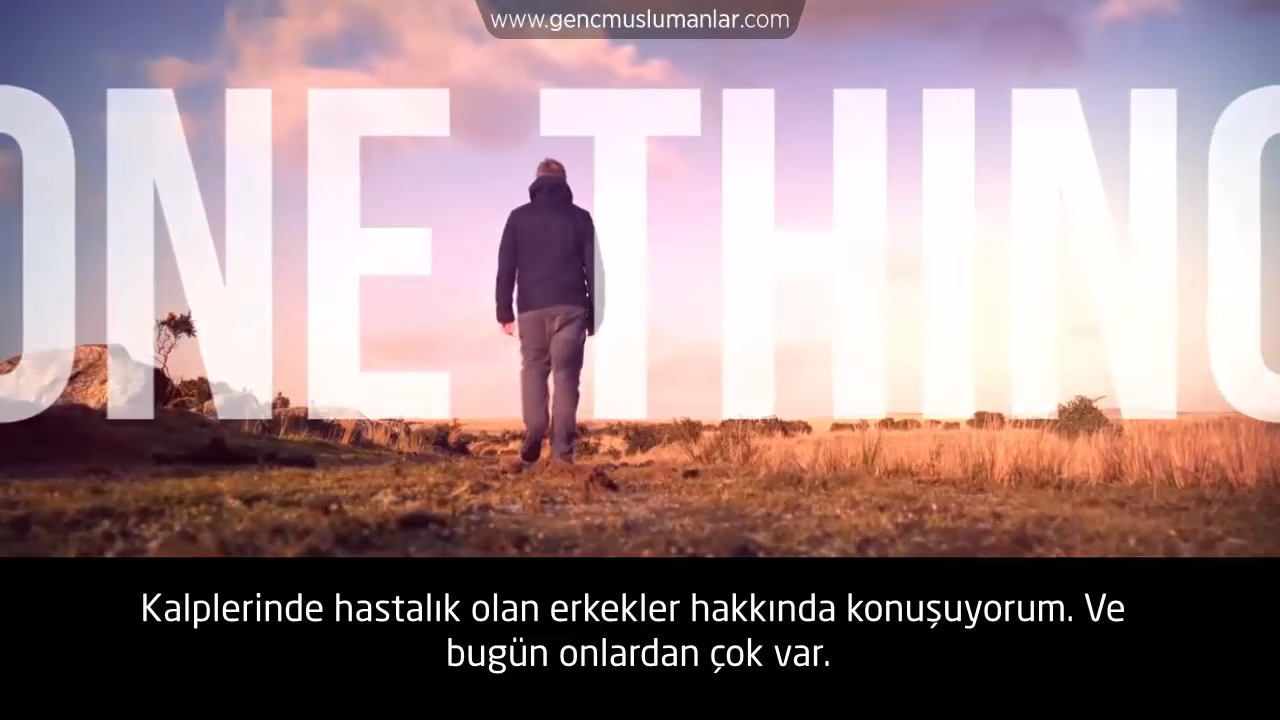 www.gencmuslumanlar.com
ONE THING
Kalplerinde hastalık olan erkekler hakkında konuşuyorum. Ve
bugün onlardan çok var.